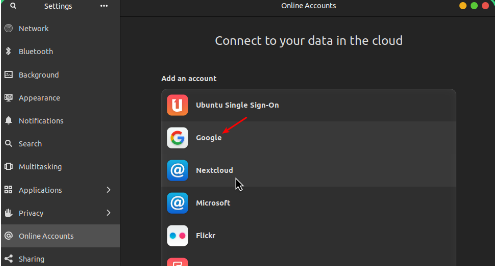 Settings
Online Accounts
Network
Bluetooth
Background
Appearance
Notifications
Search
Multitasking
Applications
Privacy
Online Accounts
Sharing
Connect to your data in the cloud
Add an account
Ubuntu Single Sign-On
Google
Nextcloud
Microsoft
Flickr